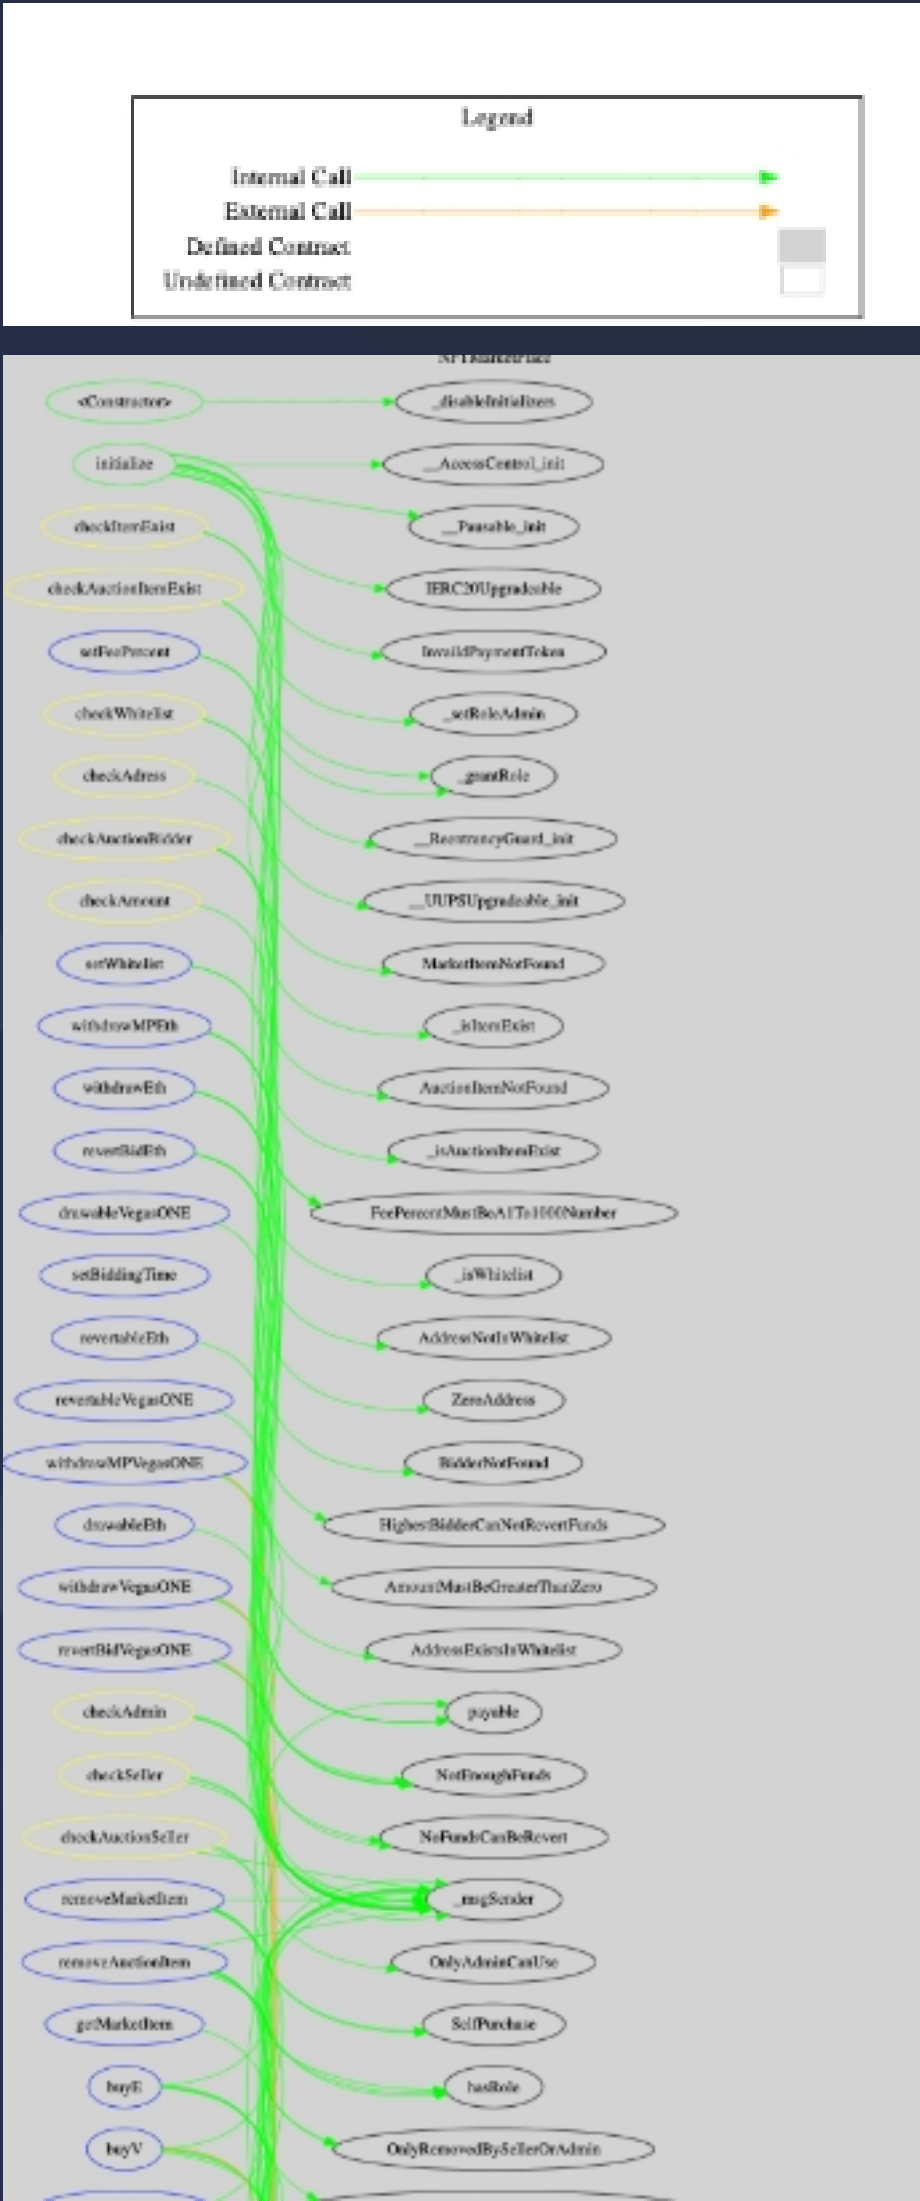 Legend
Internal Call
External Call
Defined Contract
Undefined Contract
NFTMarketPlace
<Constructor>
_disableInitializers
initialize
__AccessControl_init
checkItemExist
__Pausable_init
checkAuctionItemExist
IERC20Upgradeable
setFeePercent
InvaildPaymentToken
checkWhitelist
_setRoleAdmin
checkAdress
_grantRole
checkAuctionBidder
__ReentrancyGuard_init
checkAmount
__UUPSUpgradeable_init
setWhitelist
MarketItemNotFound
withdrawMPEth
_isItemExist
withdrawEth
AuctionItemNotFound
revertBidEth
_isAuctionItemExist
drawableVegasONE
FeePercentMustBeA1To1000Number
setBiddingTime
_isWhitelist
revertableEth
AddressNotInWhitelist
revertableVegasONE
ZeroAddress
withdrawMPVegasONE
BidderNotFound
drawableEth
HighestBidderCanNotRevertFunds
withdrawVegasONE
AmountMustBeGreaterThanZero
revertBidVegasONE
AddressExistsInWhitelist
checkAdmin
payable
checkSeller
NotEnoughFunds
checkAuctionSeller
NoFundsCanBeRevert
removeMarketItem
_msgSender
removeAuctionItem
OnlyAdminCanUse
getMarketItem
SelfPurchase
buyE
hasRole
buyV
OnlyRemovedBySellerOrAdmin